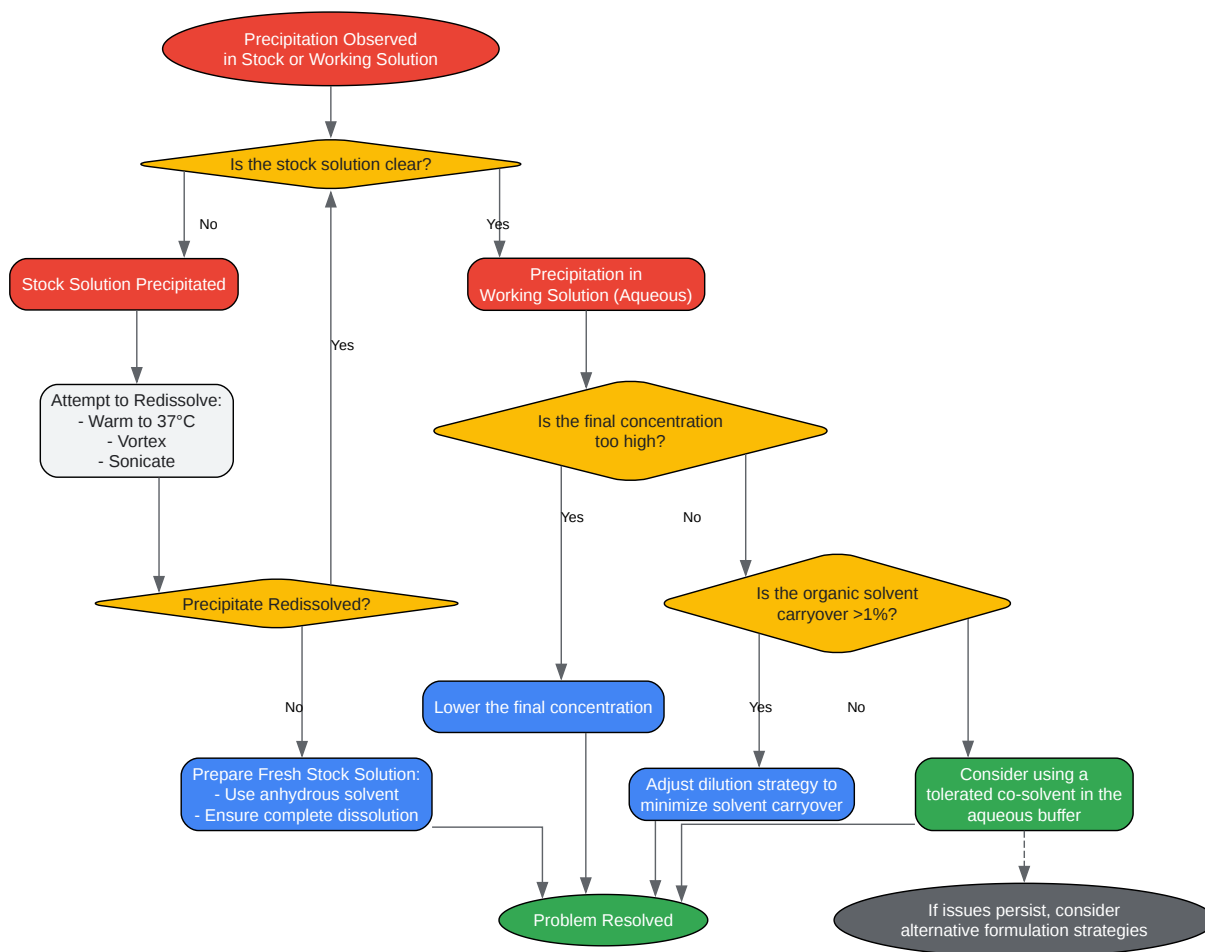 Precipitation Observed
in Stock or Working Solution
Is the stock solution clear?
No
Yes
Stock Solution Precipitated
Precipitation in
Working Solution (Aqueous)
Yes
Attempt to Redissolve:
- Warm to 37°C
- Vortex
- Sonicate
Is the final concentration
too high?
Yes
No
Precipitate Redissolved?
Is the organic solvent
carryover >1%?
No
Lower the final concentration
Yes
No
Prepare Fresh Stock Solution:
- Use anhydrous solvent
- Ensure complete dissolution
Adjust dilution strategy to
minimize solvent carryover
Consider using a
tolerated co-solvent in the
aqueous buffer
Problem Resolved
If issues persist, consider
alternative formulation strategies